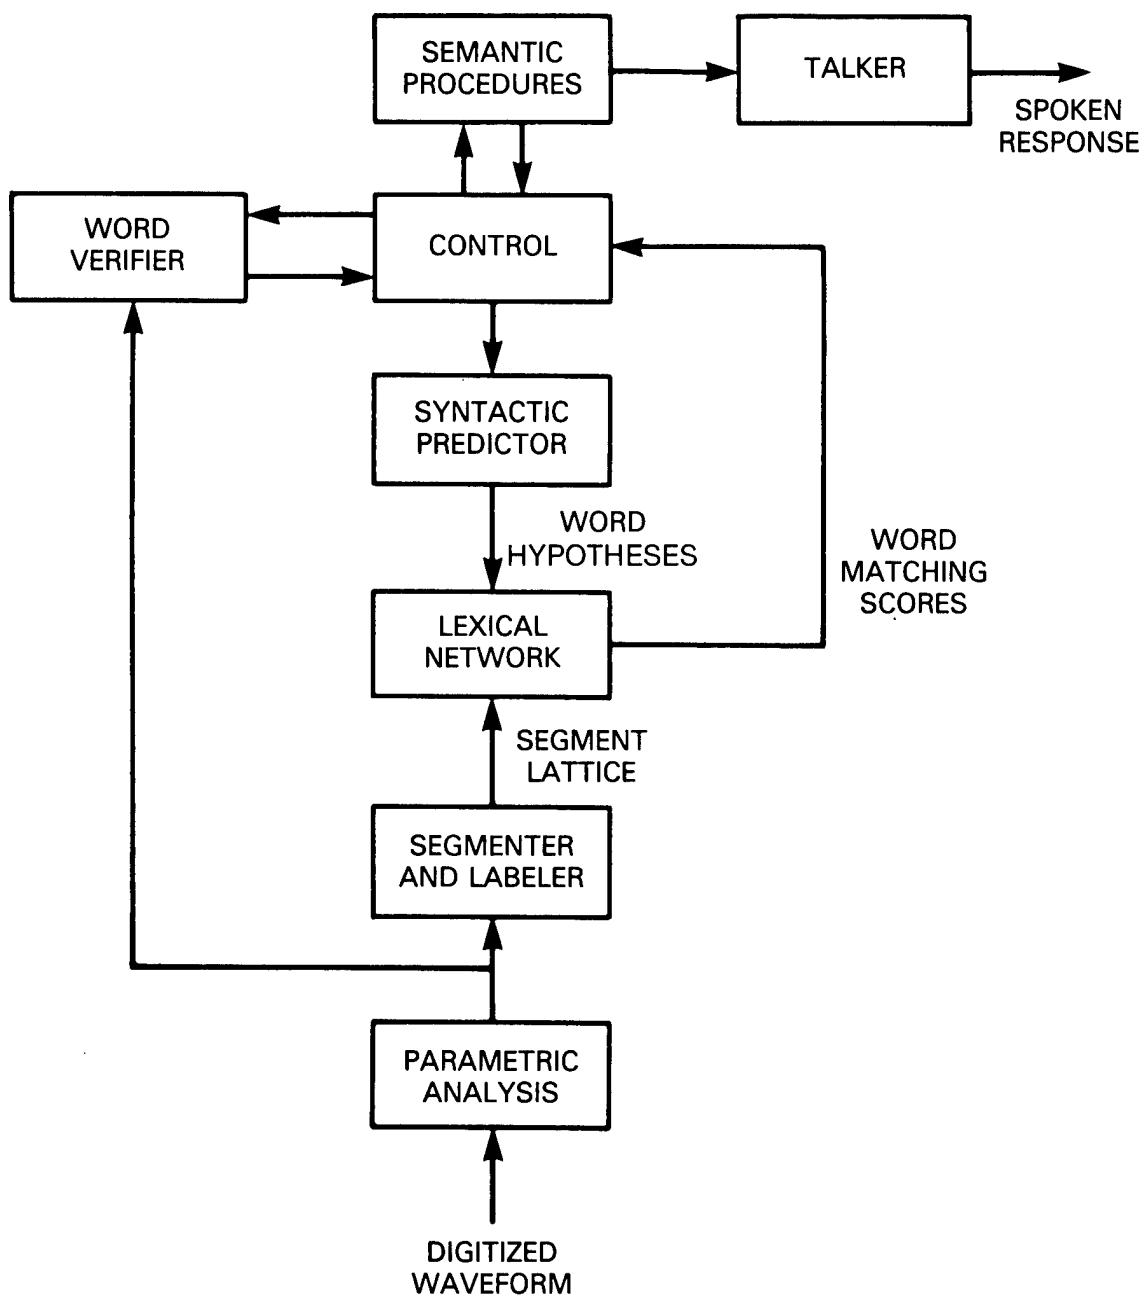 SEMANTIC
PROCEDURES
TALKER
SPOKEN
RESPONSE
WORD
VERIFIER
CONTROL
SYNTACTIC
PREDICTOR
WORD
HYPOTHESES
WORD
MATCHING
SCORES
LEXICAL
NETWORK
SEGMENT
LATTICE
SEGMENTER
AND LABELER
PARAMETRIC
ANALYSIS
DIGITIZED
WAVEFORM